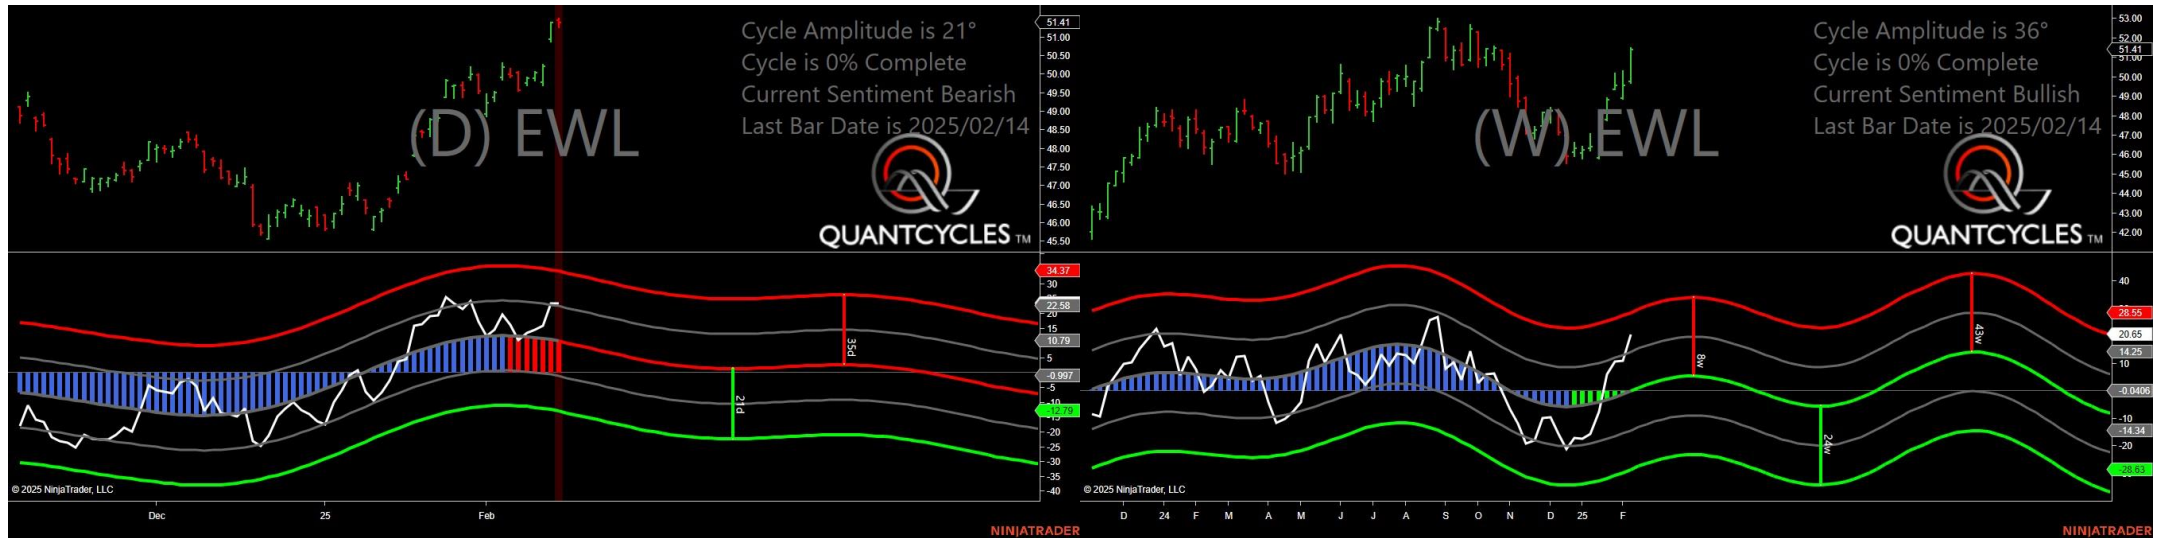 Cycle Amplitude is 21°
Cycle is 0% Complete
Current Sentiment Bearish
Last Bar Date is 2025/02/14
(D) EWL
QUANTCYCLES TM
51.41
51.00
50.50
50.00
49.50
49.00
48.50
48.00
47.50
47.00
46.50
46.00
45.50
34.37
30
22.58
20
15
10.79
5
-0.997
-5
-10
-12.79
-20
-25
-30
-35
-40
35d
21d
© 2025 NinjaTrader, LLC
Dec
25
Feb
NINJATRADER
Cycle Amplitude is 36°
Cycle is 0% Complete
Current Sentiment Bullish
Last Bar Date is 2025/02/14
(W) EWL
QUANTCYCLES TM
53.00
52.00
51.41
51.00
50.00
49.00
48.00
47.00
46.00
45.00
44.00
43.00
42.00
40
28.55
20.65
14.25
10
-0.0406
-10
-14.34
-20
-28.63
8w
24w
43w
© 2025 NinjaTrader, LLC
D 24 F M A M J J A S O N D 25 F
NINJATRADER